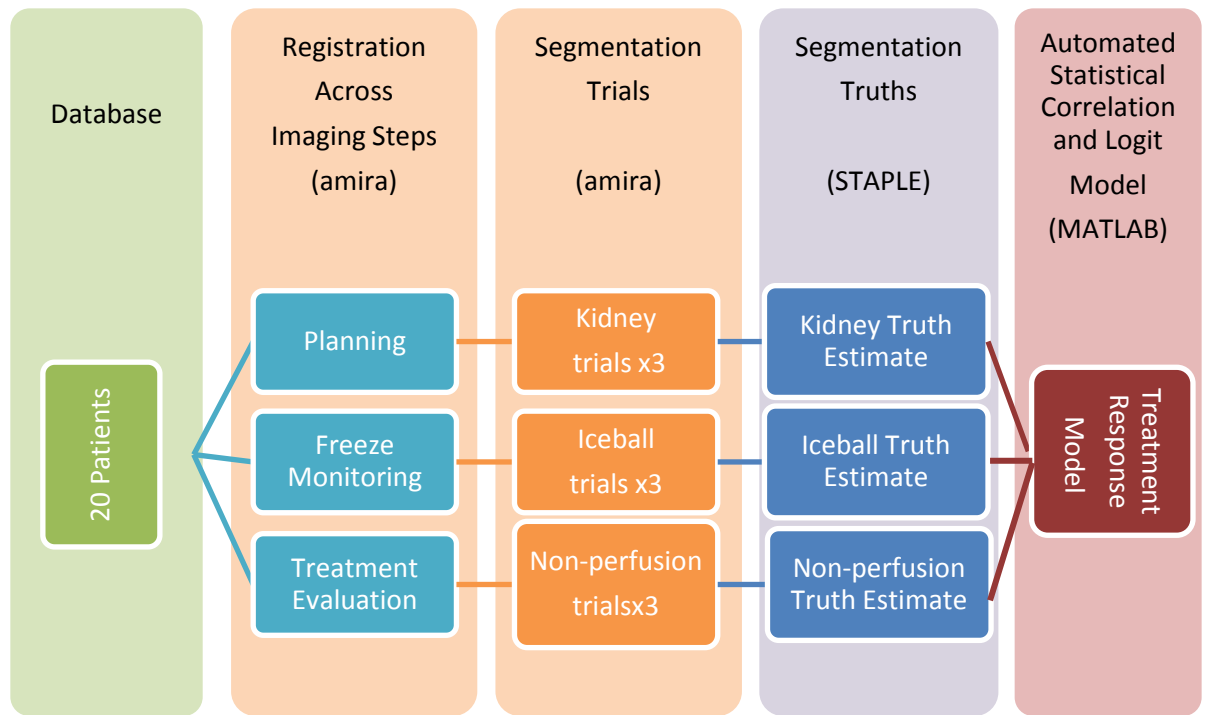 Database
Registration
Across
Imaging Steps
(amira)
Segmentation
Trials
(amira)
Segmentation
Truths
(STAPLE)
Automated
Statistical
Correlation
and Logit
Model
(MATLAB)
20 Patients
Planning
Freeze
Monitoring
Treatment
Evaluation
Kidney
trials x3
Iceball
trials x3
Non-perfusion
trialsx3
Kidney Truth
Estimate
Iceball Truth
Estimate
Non-perfusion
Truth Estimate
Treatment
Response
Model